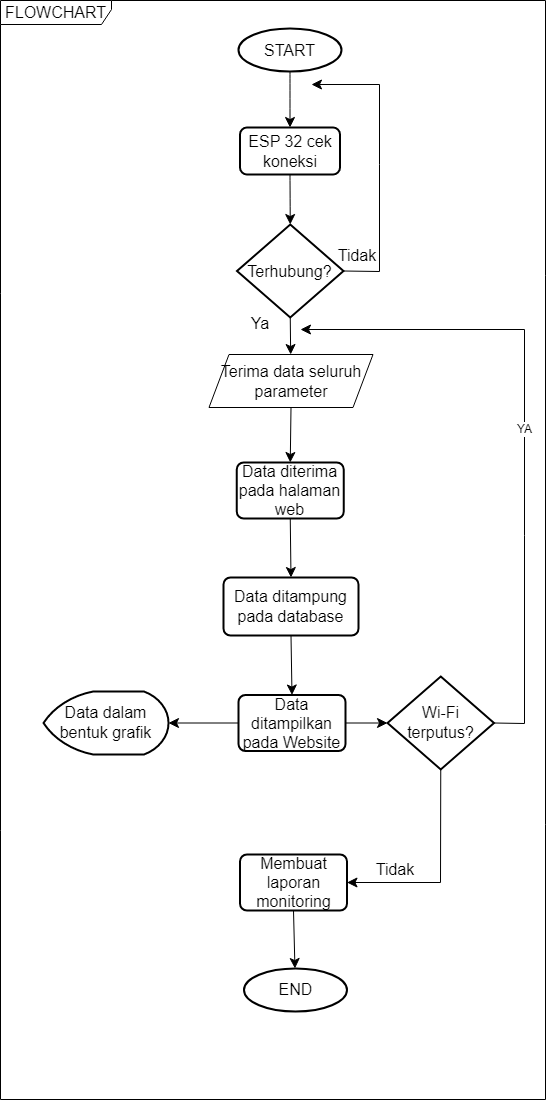 FLOWCHART
START
ESP 32 cek
koneksi
Terhubung?
Tidak
Ya
Terima data seluruh
parameter
YA
Data diterima
pada halaman
web
Data ditampung
pada database
Data dalam
bentuk grafik
Data
ditampilkan
pada Website
Wi-Fi
terputus?
Tidak
Membuat
laporan
monitoring
END